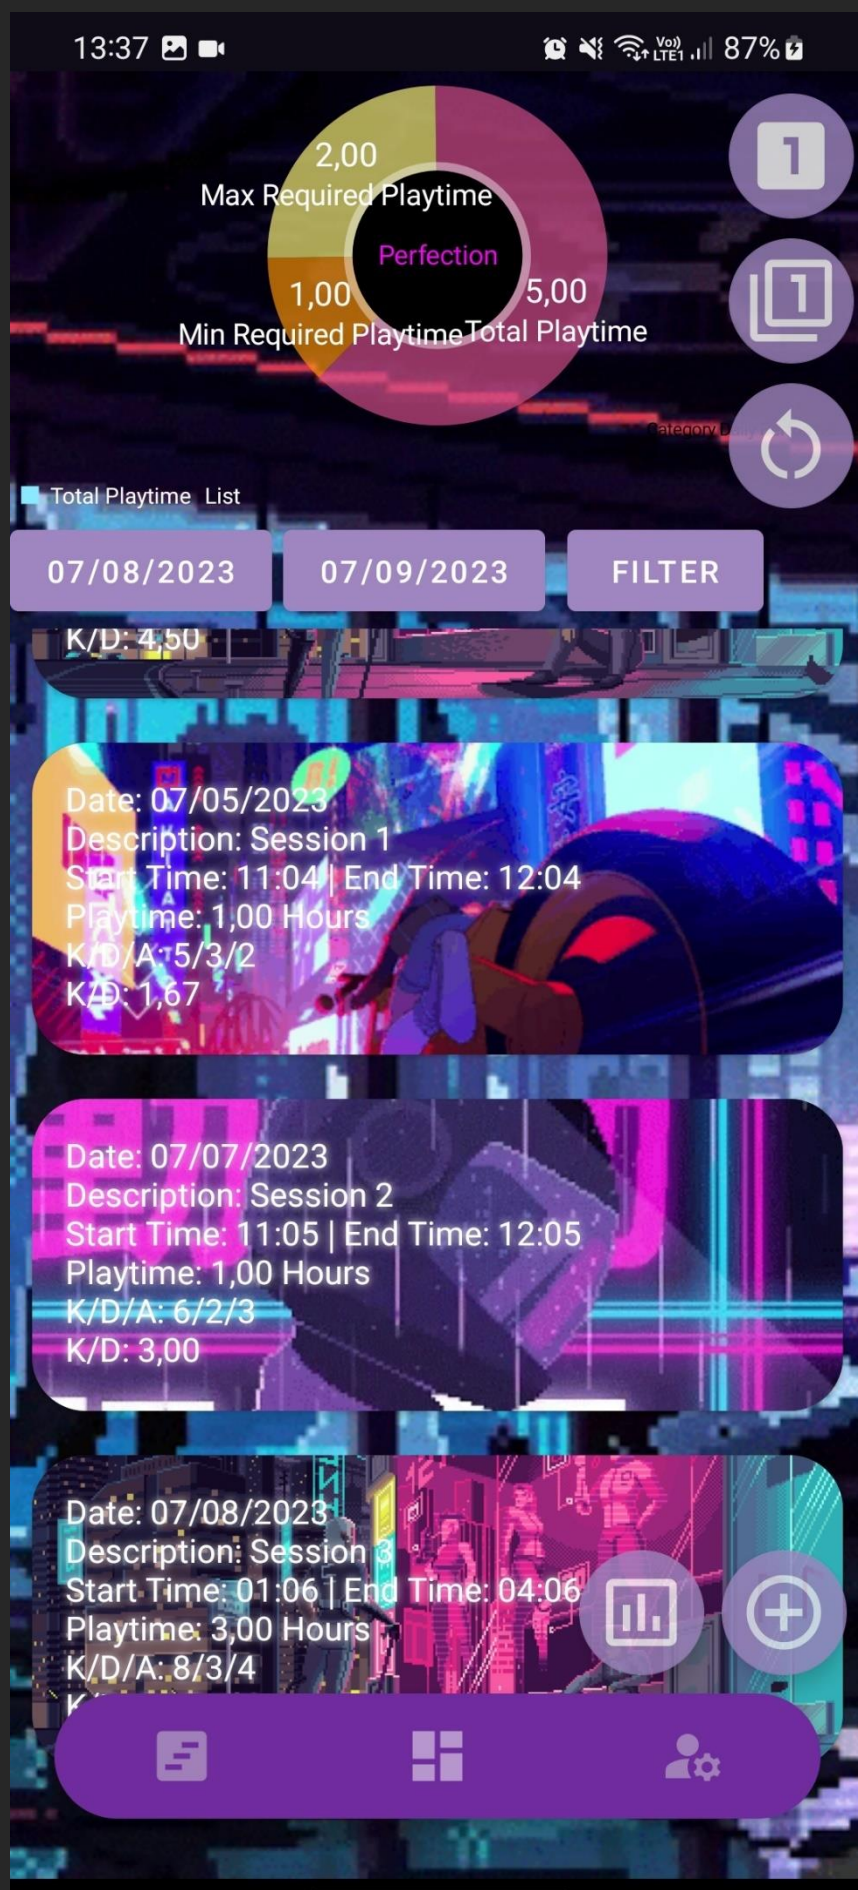 13:37
Vo))
LTE1
87%
2,00
Max Required Playtime
1
Perfection
1
1,00
5,00
Min Required Playtime
Total Playtime
Category
Total Playtime List
07/08/2023
07/09/2023
FILTER
K/D: 4,50
Date: 07/05/2023
Description: Session 1
Start Time: 11:04 | End Time: 12:04
Playtime: 1,00 Hours
K/D/A: 5/3/2
K/D: 1,67
Date: 07/07/2023
Description: Session 2
Start Time: 11:05 | End Time: 12:05
Playtime: 1,00 Hours
K/D/A: 6/2/3
K/D: 3,00
Date: 07/08/2023
Description: Session 3
Start Time: 01:06 | End Time: 04:06
Playtime: 3,00 Hours
K/D/A: 8/3/4